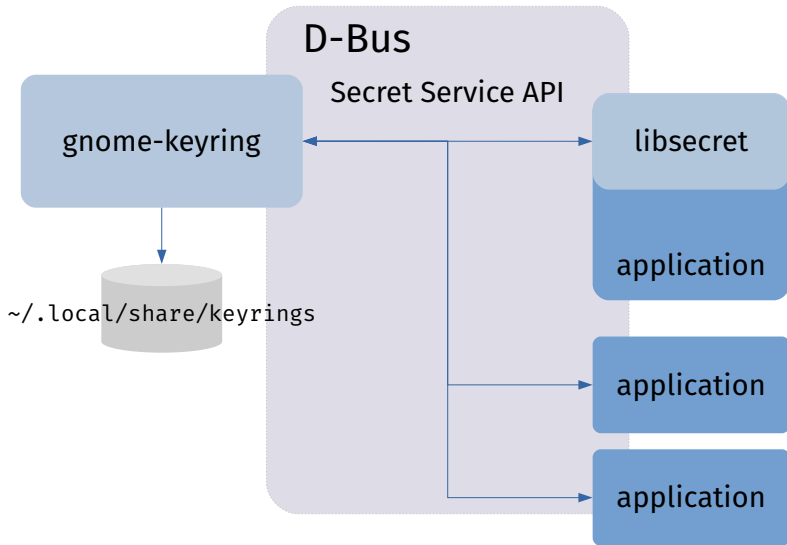 D-Bus
Secret Service API
gnome-keyring
libsecret
application
~/.local/share/keyrings
application
application